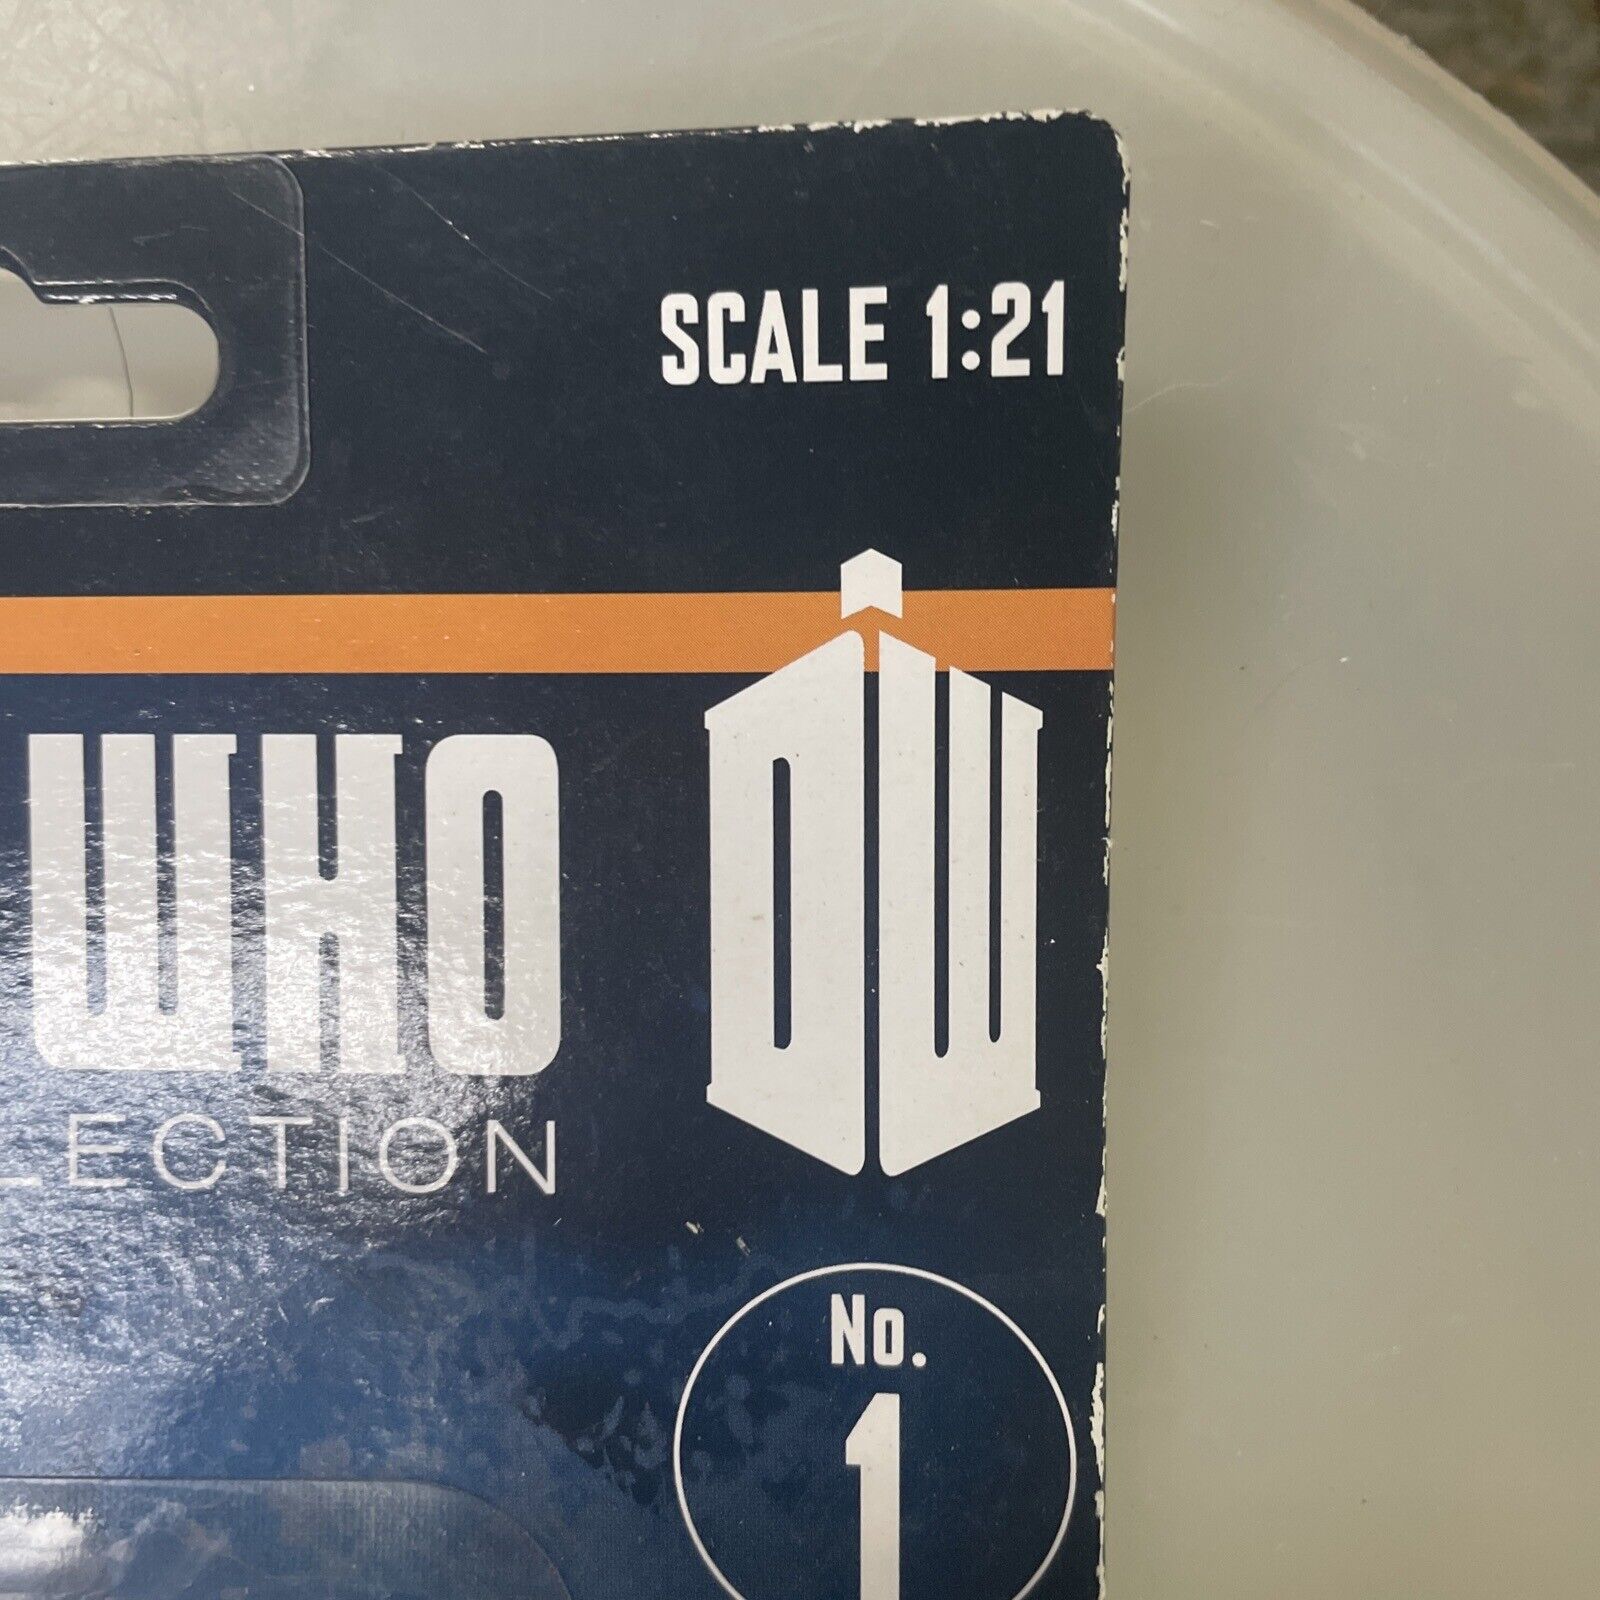 SCALE 1:21
WHO
LECTION
DW
No.
1